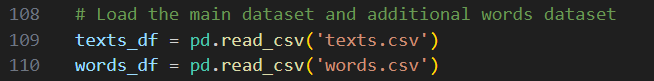 108 # Load the main dataset and additional words dataset
109 texts_df = pd.read_csv('texts.csv')
110 words_df = pd.read_csv('words.csv')